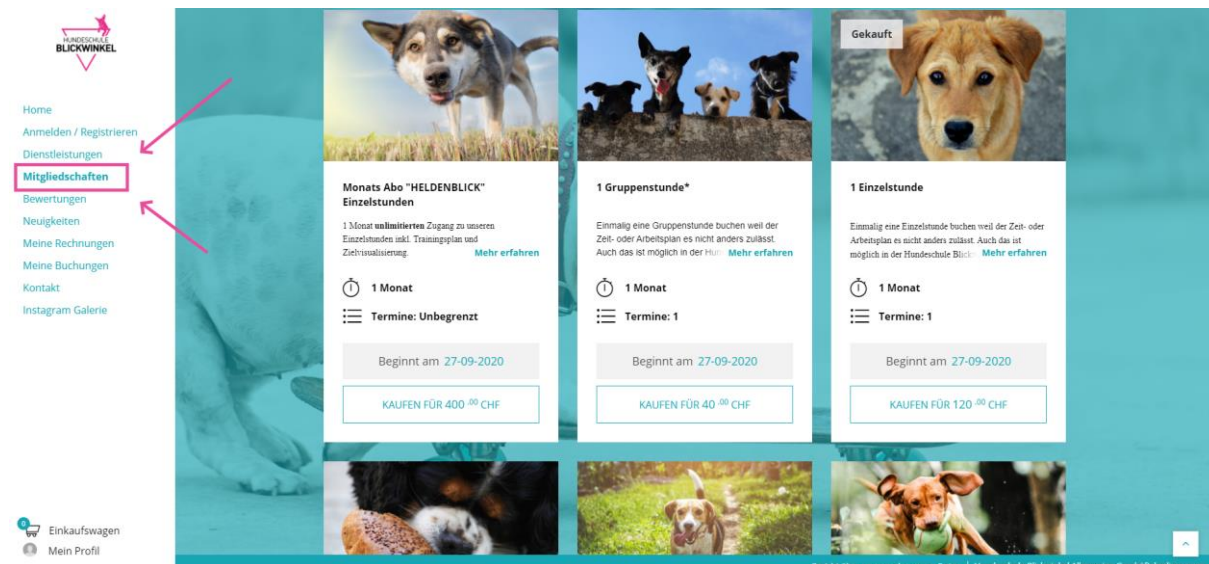 HUNDESCHULE
BLICKWINKEL
Home
Anmelden / Registrieren
Dienstleistungen
Mitgliedschaften
Bewertungen
Neuigkeiten
Meine Rechnungen
Meine Buchungen
Kontakt
Instagram Galerie
0
Einkaufswagen
Mein Profil
Monats Abo "HELDENBLICK"
Einzelstunden
1 Monat unlimitierten Zugang zu unseren
Einzelstunden inkl. Trainingsplan und
Zielvisualisierung. Mehr erfahren
1 Monat
Termine: Unbegrenzt
Beginnt am 27-09-2020
KAUFEN FÜR 400 .00 CHF
1 Gruppenstunde*
Einmalig eine Gruppenstunde buchen weil der
Zeit- oder Arbeitsplan es nicht anders zulässt.
Auch das ist möglich in der Mehr erfahren
1 Monat
Termine: 1
Beginnt am 27-09-2020
KAUFEN FÜR 40 .00 CHF
Gekauft
1 Einzelstunde
Einmalig eine Einzelstunde buchen weil der Zeit- oder
Arbeitsplan es nicht anders zulässt. Auch das ist
möglich in der Hundeschule Mehr erfahren
1 Monat
Termine: 1
Beginnt am 27-09-2020
KAUFEN FÜR 120 .00 CHF